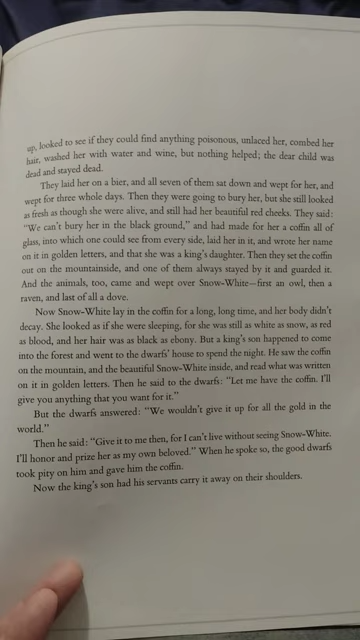 up, looked to see if they could find anything poisonous, unlaced her, combed her
hair, washed her with water and wine, but nothing helped; the dear child was
dead and stayed dead.
They laid her on a bier, and all seven of them sat down and wept for her, and
wept for three whole days. Then they were going to bury her, but she still looked
as fresh as though she were alive, and still had her beautiful red cheeks. They said:
"We can't bury her in the black ground," and had made for her a coffin all of
glass, into which one could see from every side, laid her in it, and wrote her name
on it in golden letters, and that she was a king's daughter. Then they set the coffin
out on the mountainside, and one of them always stayed by it and guarded it.
And the animals, too, came and wept over Snow-White—first an owl, then a
raven, and last of all a dove.
Now Snow-White lay in the coffin for a long, long time, and her body didn't
decay. She looked as if she were sleeping, for she was still as white as snow, as red
as blood, and her hair was as black as ebony. But a king's son happened to come
into the forest and went to the dwarfs' house to spend the night. He saw the coffin
on the mountain, and the beautiful Snow-White inside, and read what was written
on it in golden letters. Then he said to the dwarfs: "Let me have the coffin. I'll
give you anything that you want for it."
But the dwarfs answered: "We wouldn't give it up for all the gold in the
world."
Then he said: "Give it to me then, for I can't live without seeing Snow-White.
I'll honor and prize her as my own beloved." When he spoke so, the good dwarfs
took pity on him and gave him the coffin.
Now the king's son had his servants carry it away on their shoulders.